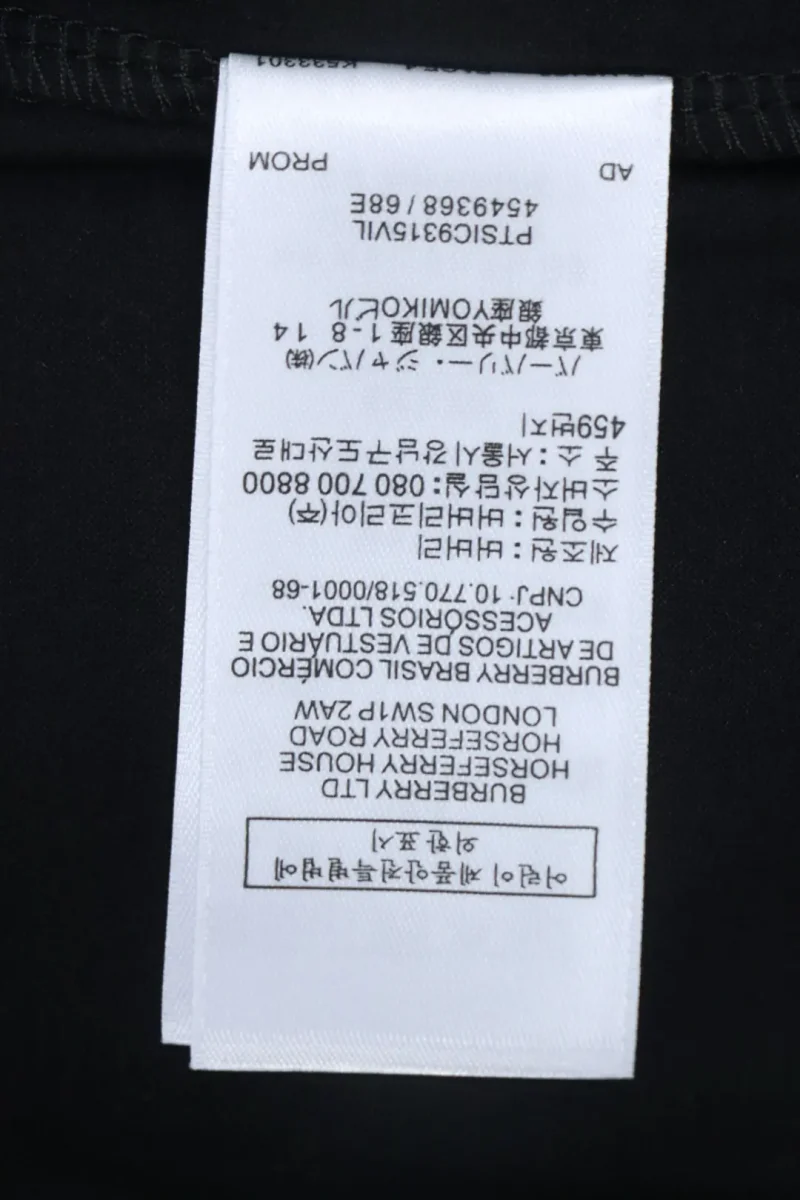 어린이 제품안전특별법에
의한 표시
BURBERRY LTD
HORSEFERRY HOUSE
HORSEFERRY ROAD
LONDON SW1P 2AW
BURBERRY BRASIL COMÉRCIO
DE ARTIGOS DE VESTUÁRIO E
ACESSÓRIOS LTDA.
CNPJ: 10.770.518/0001-68
제조원 : 버버리
수입원 : 버버리코리아(주)
소비자상담실: 080 700 8800
주 소 : 서울시강남구도산대로
459번지
バーバリー・ジャパン(株)
東京都中央区銀座1-8 14
銀座YOMIKOビル
PTSIC9315VIL
4549368 / 68E
AD PROM